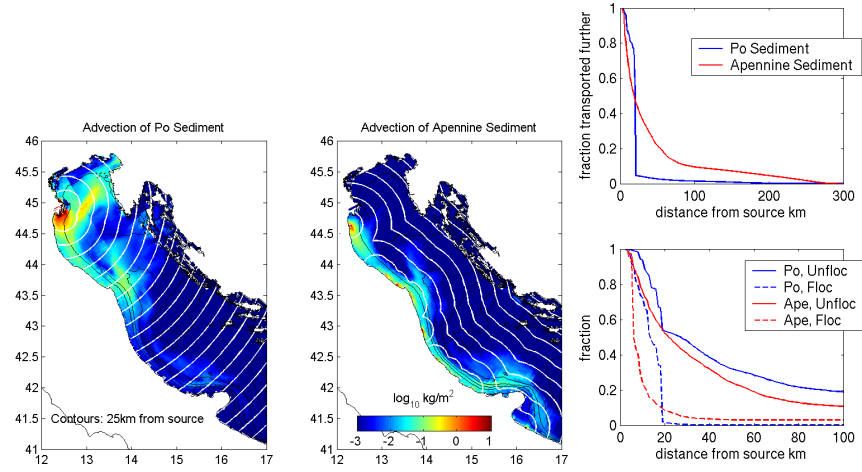 Advection of Po Sediment
46
45.5
45
44.5
44
43.5
43
42.5
42
41.5
41
12 13 14 15 16 17
Contours: 25km from source
Advection of Apennine Sediment
46
45.5
45
44.5
44
43.5
43
42.5
42
41.5
41
12 13 14 15 16 17
log10 kg/m2
-3 -2 -1 0 1
fraction transported further
1
0.8
0.6
0.4
0.2
0
0 100 200 300
distance from source km
Po Sediment
Apennine Sediment
fraction
1
0.8
0.6
0.4
0.2
0
0 20 40 60 80 100
distance from source km
Po, Unfloc
Po, Floc
Ape, Unfloc
Ape, Floc